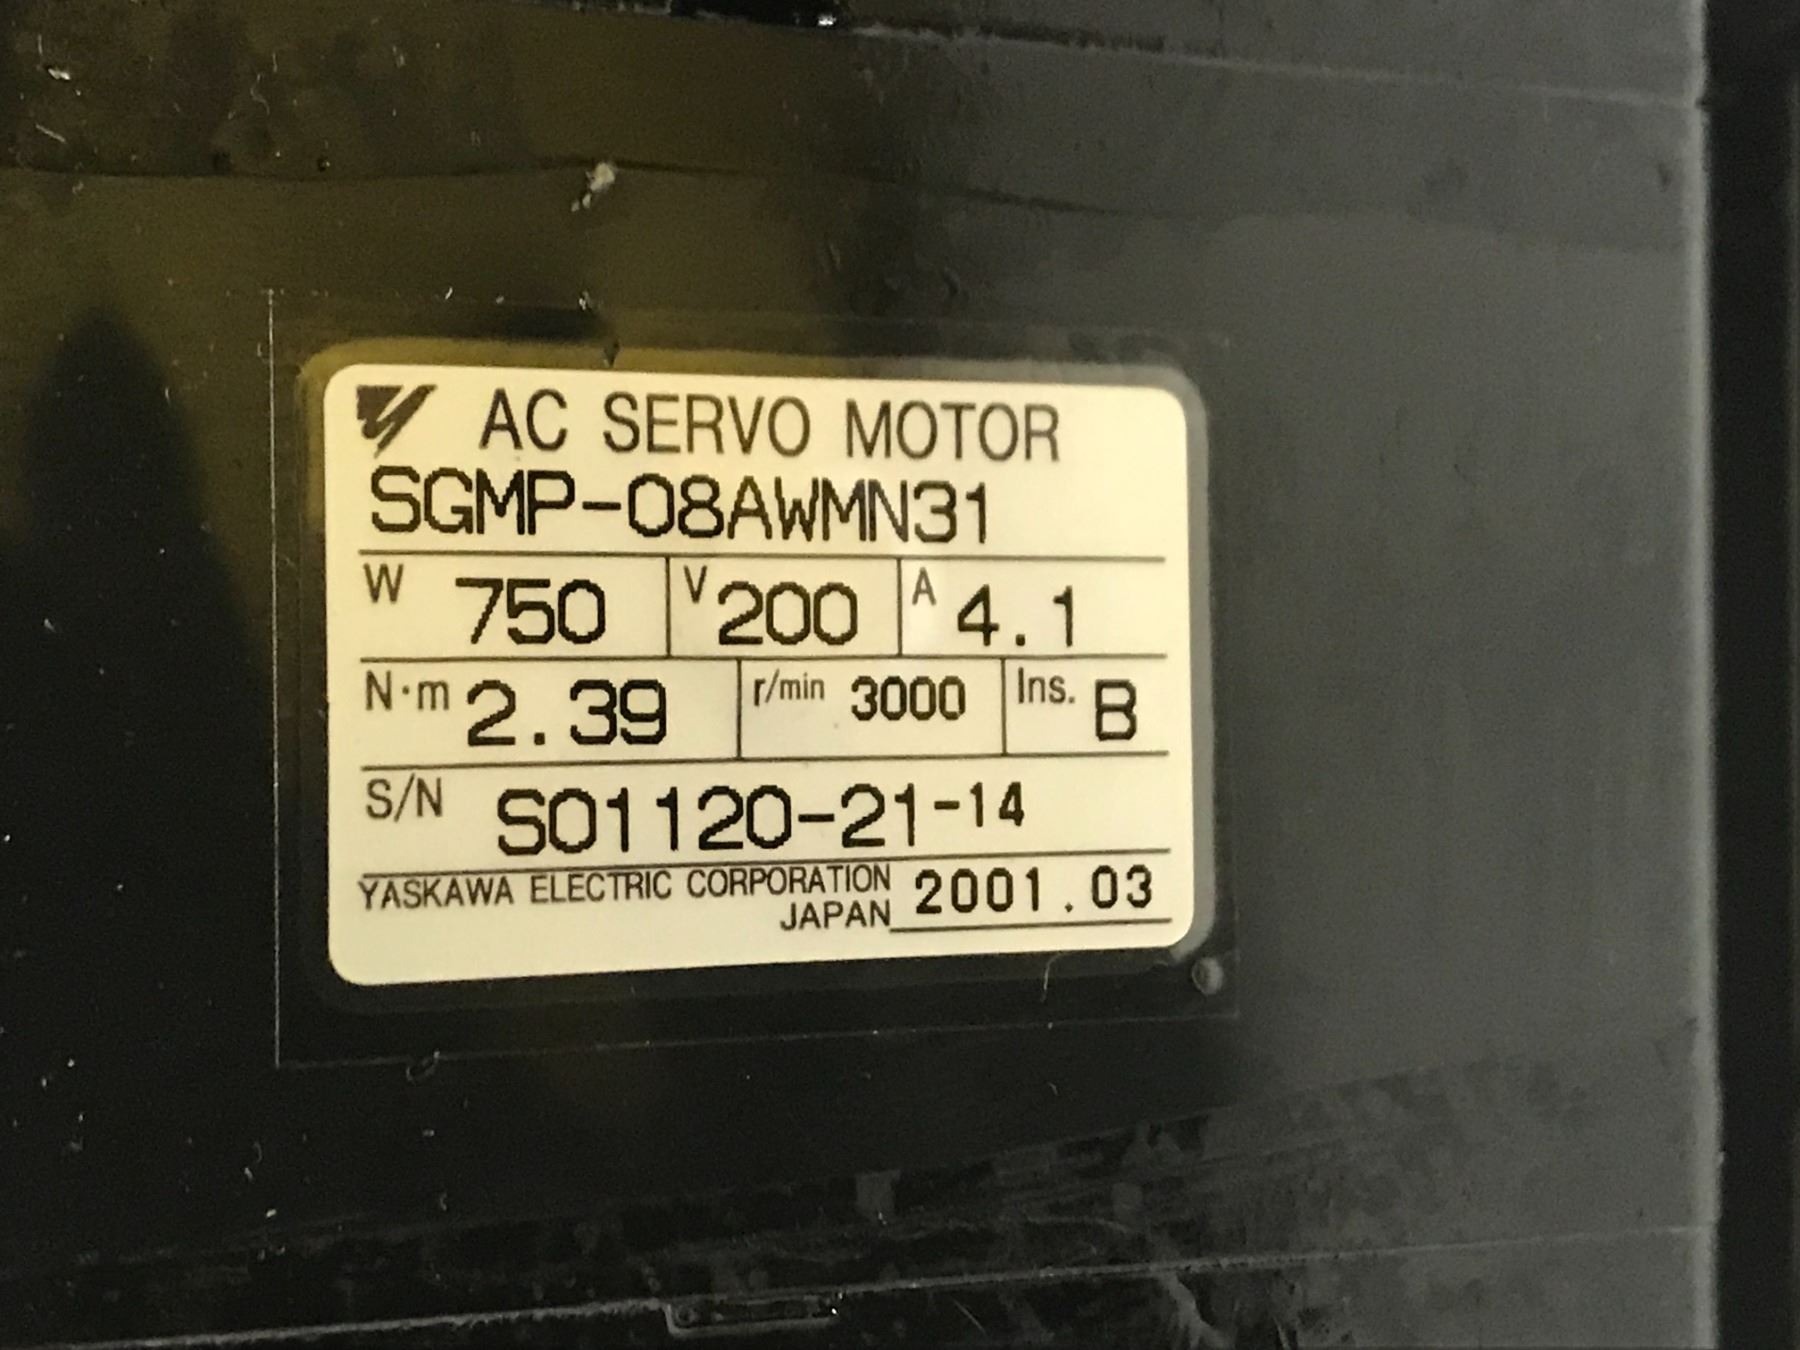 AC SERVO MOTOR
SGMP-08AWMN31
W 750 V 200 A 4.1
N·m 2.39 r/min 3000 Ins. B
S/N S01120-21-14
YASKAWA ELECTRIC CORPORATION 2001.03
JAPAN